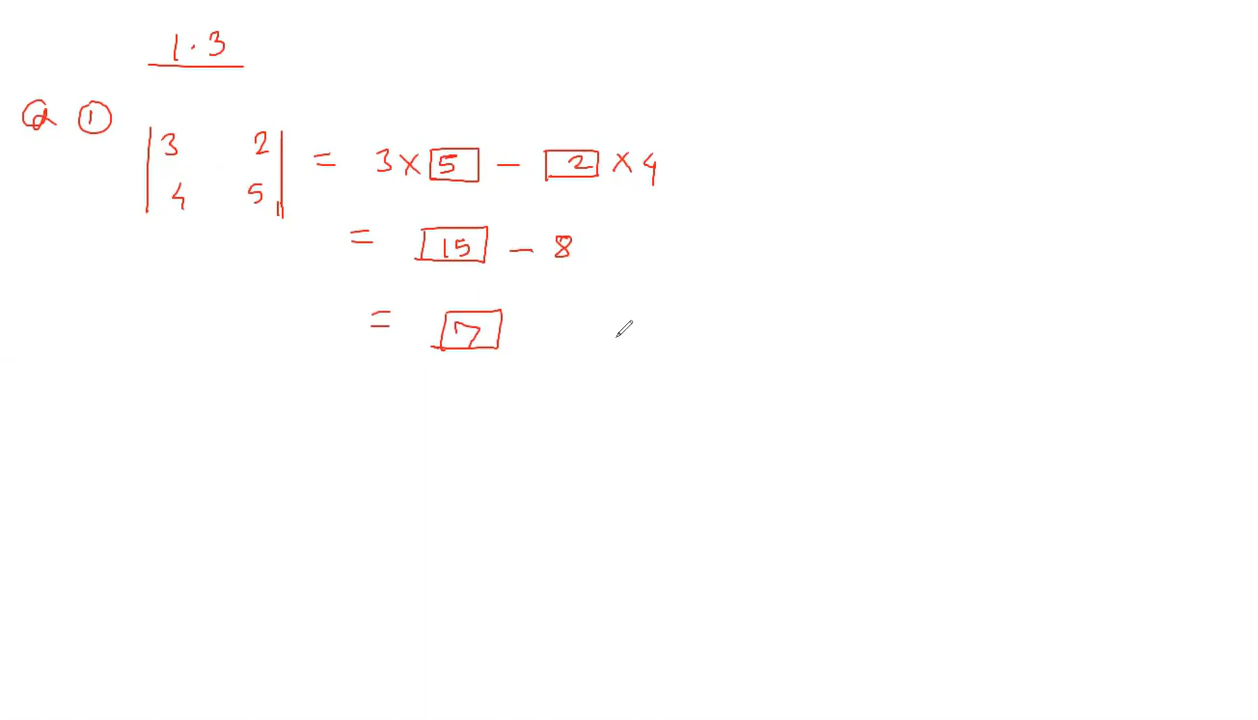 1.3
Q ①
|3 2| = 3 × 5 − 2 × 4
|4 5|
= 15 − 8
= 7